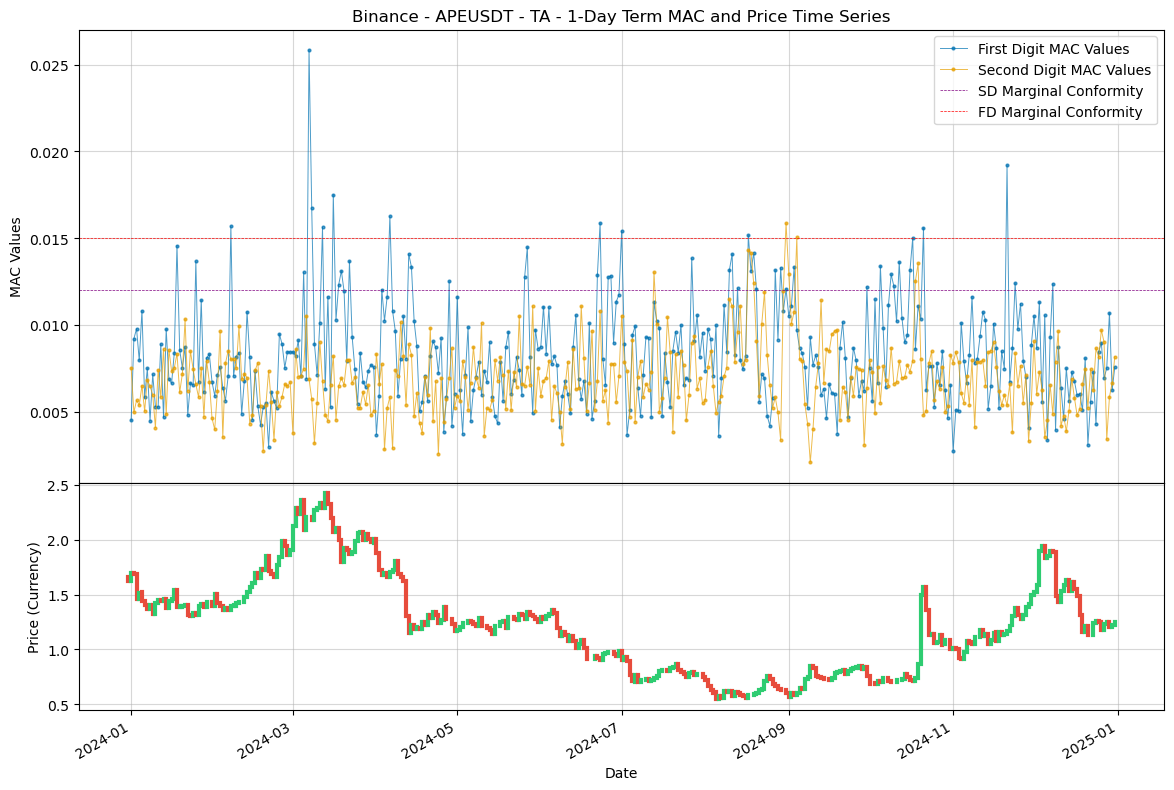 Binance - APEUSDT - TA - 1-Day Term MAC and Price Time Series
MAC Values
0.025
0.020
0.015
0.010
0.005
First Digit MAC Values
Second Digit MAC Values
SD Marginal Conformity
FD Marginal Conformity
Price (Currency)
2.5
2.0
1.5
1.0
0.5
2024-01
2024-03
2024-05
2024-07
2024-09
2024-11
2025-01
Date